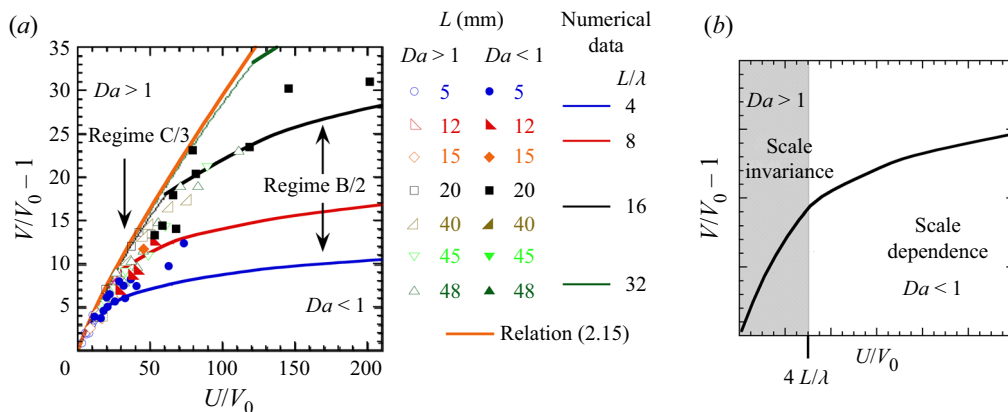 (a)
35
30
25
20
15
10
5
0
50
100
150
200
V/V0 – 1
U/V0
Da > 1
Regime C/3
Regime B/2
Da < 1
L (mm)
Da > 1 Da < 1
5 5
12 12
15 15
20 20
40 40
45 45
48 48
Numerical
data
L/λ
4
8
16
32
Relation (2.15)
(b)
V/V0 – 1
Da > 1
Scale
invariance
Scale
dependence
Da < 1
4 L/λ
U/V0